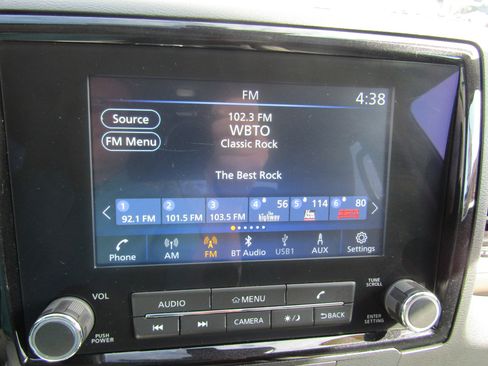 FM
4:38
Source
FM Menu
102.3 FM
WBTO
Classic Rock
The Best Rock
1 2 3 4 56 5 114 6 80
92.1 FM 101.5 FM 103.5 FM highway
Phone AM FM BT Audio USB1 AUX Settings
VOL
AUDIO MENU
TUNE
SCROLL
PUSH
POWER
CAMERA
BACK
ENTER
SETTING